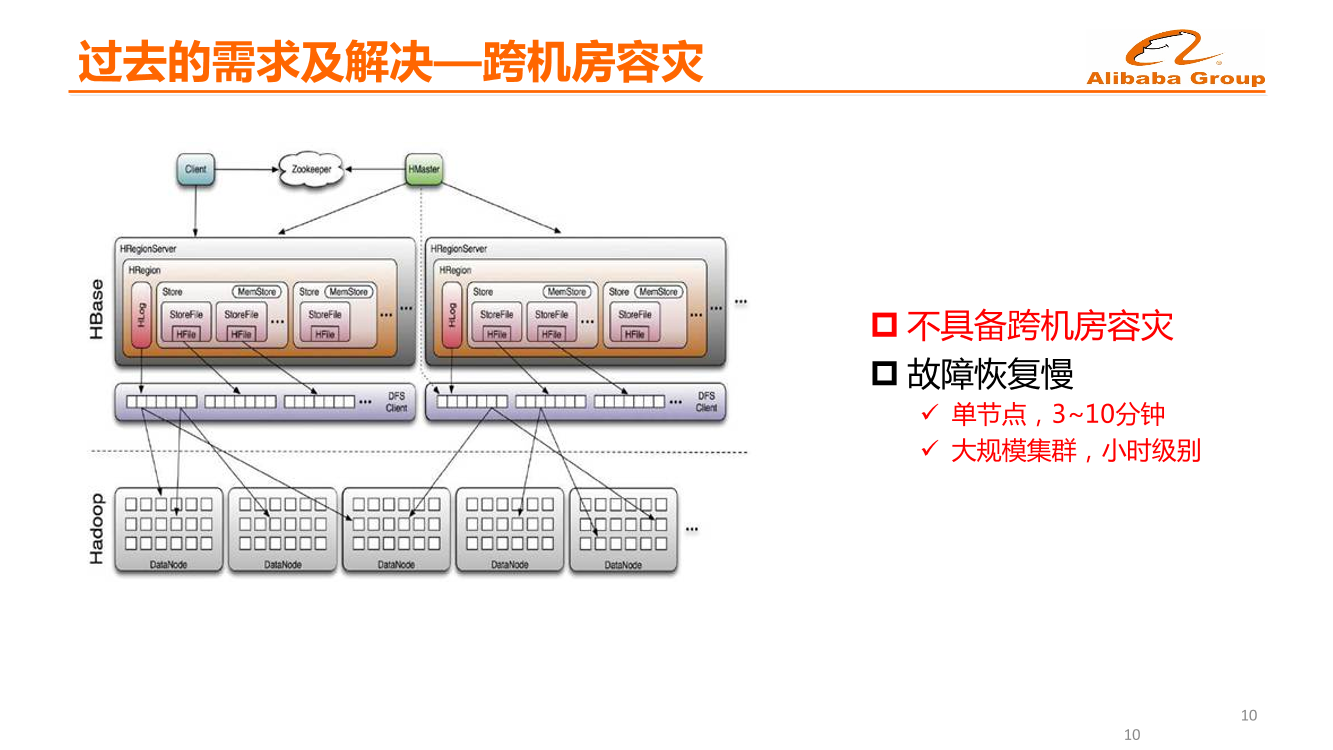 过去的需求及解决—跨机房容灾
Alibaba Group
Client
Zookeeper
HMaster
HBase
HRegionServer
HRegion
HLog
Store
MemStore
StoreFile
HFile
StoreFile
HFile
...
Store
MemStore
StoreFile
...
...
HRegionServer
HRegion
HLog
Store
MemStore
StoreFile
HFile
StoreFile
HFile
...
Store
MemStore
StoreFile
...
...
...
...
DFS
Client
...
DFS
Client
Hadoop
DataNode
DataNode
DataNode
DataNode
DataNode
...
不具备跨机房容灾
故障恢复慢
✓ 单节点，3~10分钟
✓ 大规模集群，小时级别
10
10